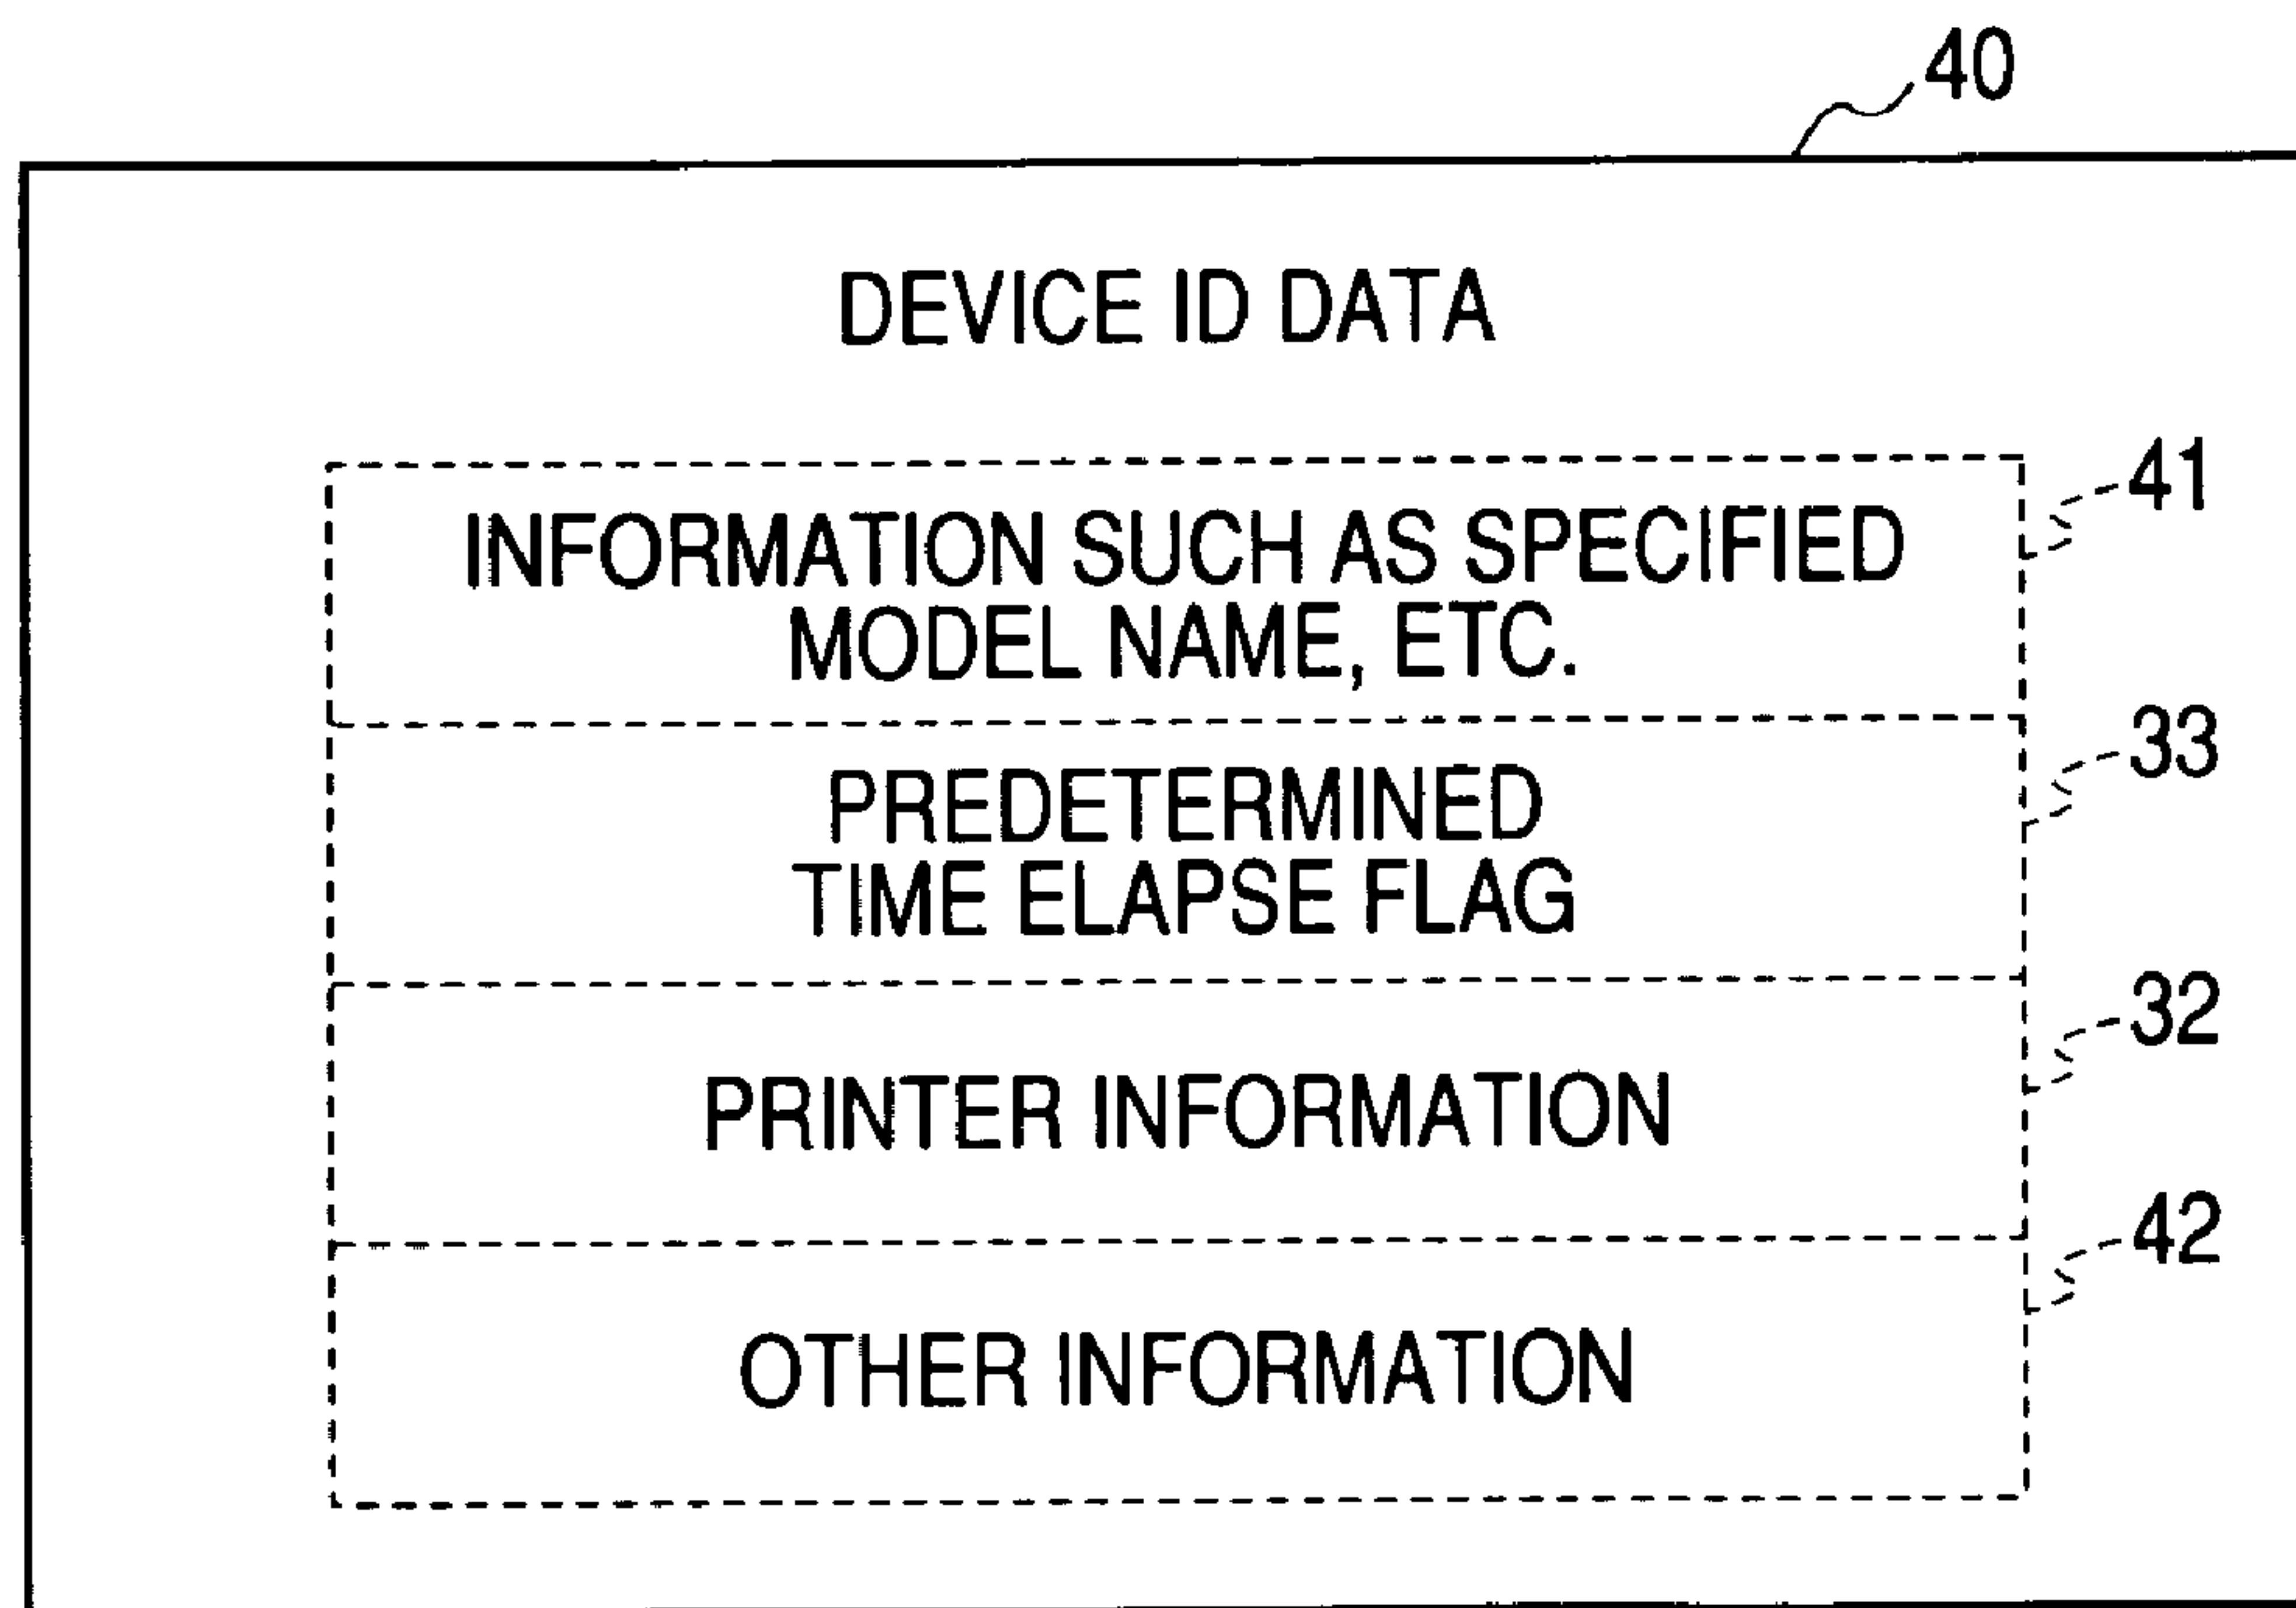 40
DEVICE ID DATA
41
INFORMATION SUCH AS SPECIFIED
MODEL NAME, ETC.
33
PREDETERMINED
TIME ELAPSE FLAG
32
PRINTER INFORMATION
42
OTHER INFORMATION